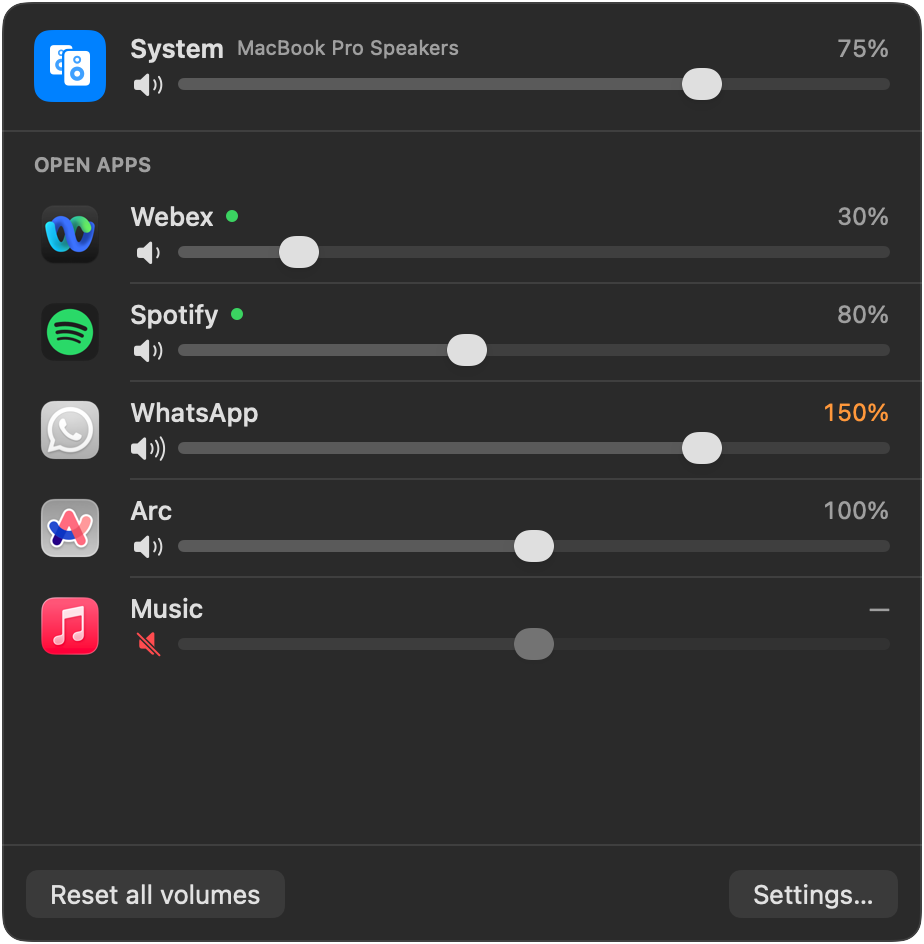 System MacBook Pro Speakers 75%
OPEN APPS
Webex 30%
Spotify 80%
WhatsApp 150%
Arc 100%
Music —
Reset all volumes Settings...